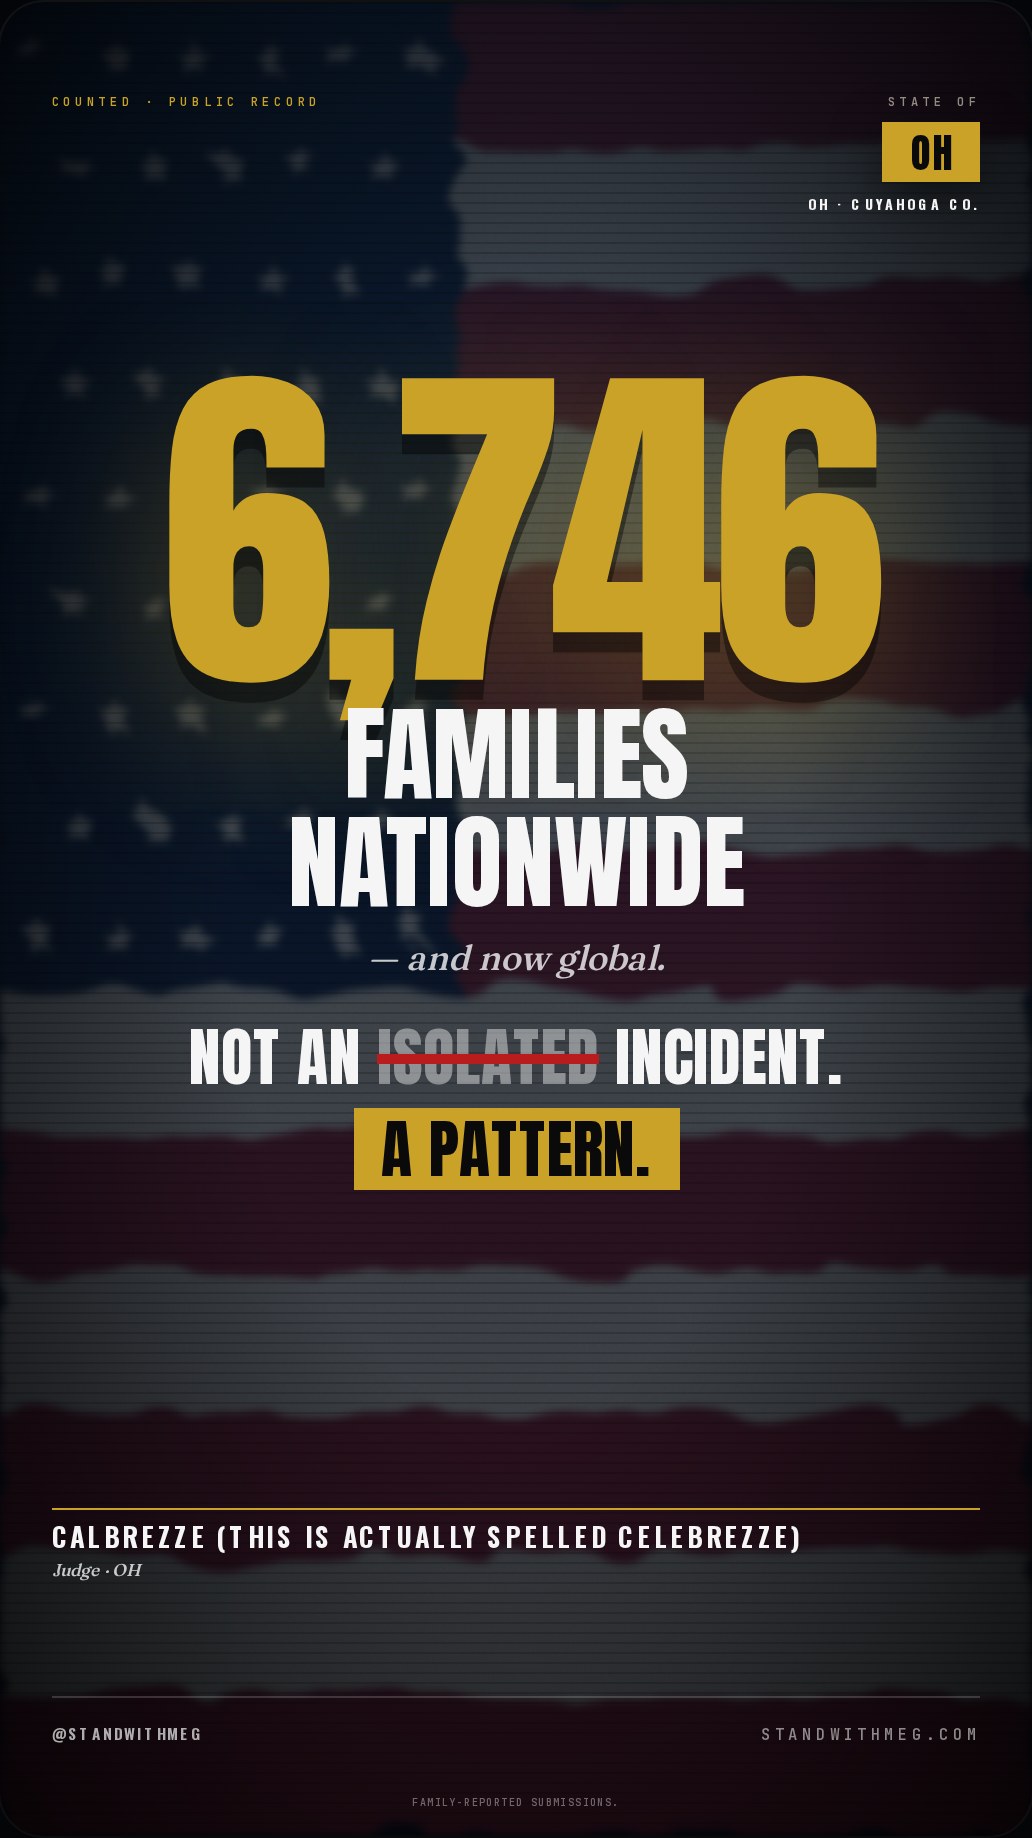 COUNTED · PUBLIC RECORD
STATE OF
OH
OH · CUYAHOGA CO.
6,746
FAMILIES
NATIONWIDE
— and now global.
NOT AN ISOLATED INCIDENT.
A PATTERN.
CALBREZZE (THIS IS ACTUALLY SPELLED CELEBREZZE)
Judge · OH
@STANDWITHMEG
STANDWITHMEG.COM
FAMILY-REPORTED SUBMISSIONS.